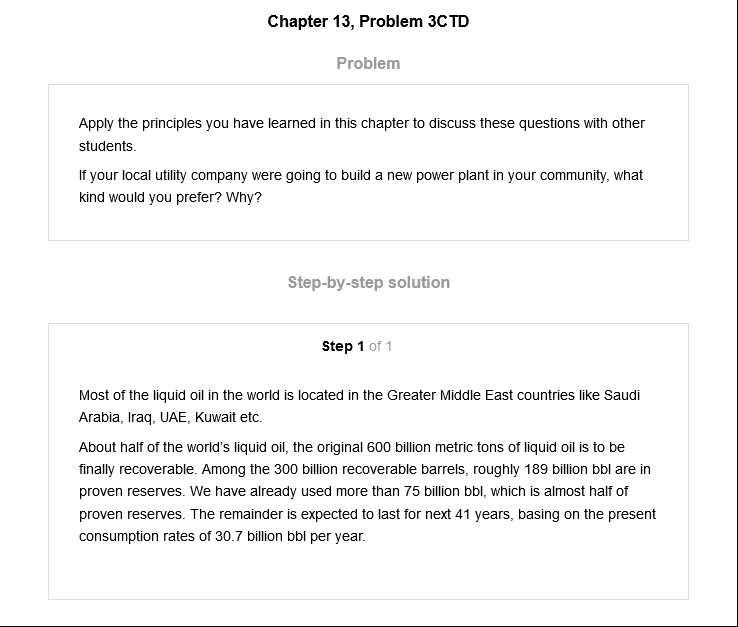 Chapter 13, Problem 3CTD
Problem
Apply the principles you have learned in this chapter to discuss these questions with other
students.
If your local utility company were going to build a new power plant in your community, what
kind would you prefer? Why?
Step-by-step solution
Step 1 of 1
Most of the liquid oil in the world is located in the Greater Middle East countries like Saudi
Arabia, Iraq, UAE, Kuwait etc.
About half of the world's liquid oil, the original 600 billion metric tons of liquid oil is to be
finally recoverable. Among the 300 billion recoverable barrels, roughly 189 billion bbl are in
proven reserves. We have already used more than 75 billion bbl, which is almost half of
proven reserves. The remainder is expected to last for next 41 years, basing on the present
consumption rates of 30.7 billion bbl per year.